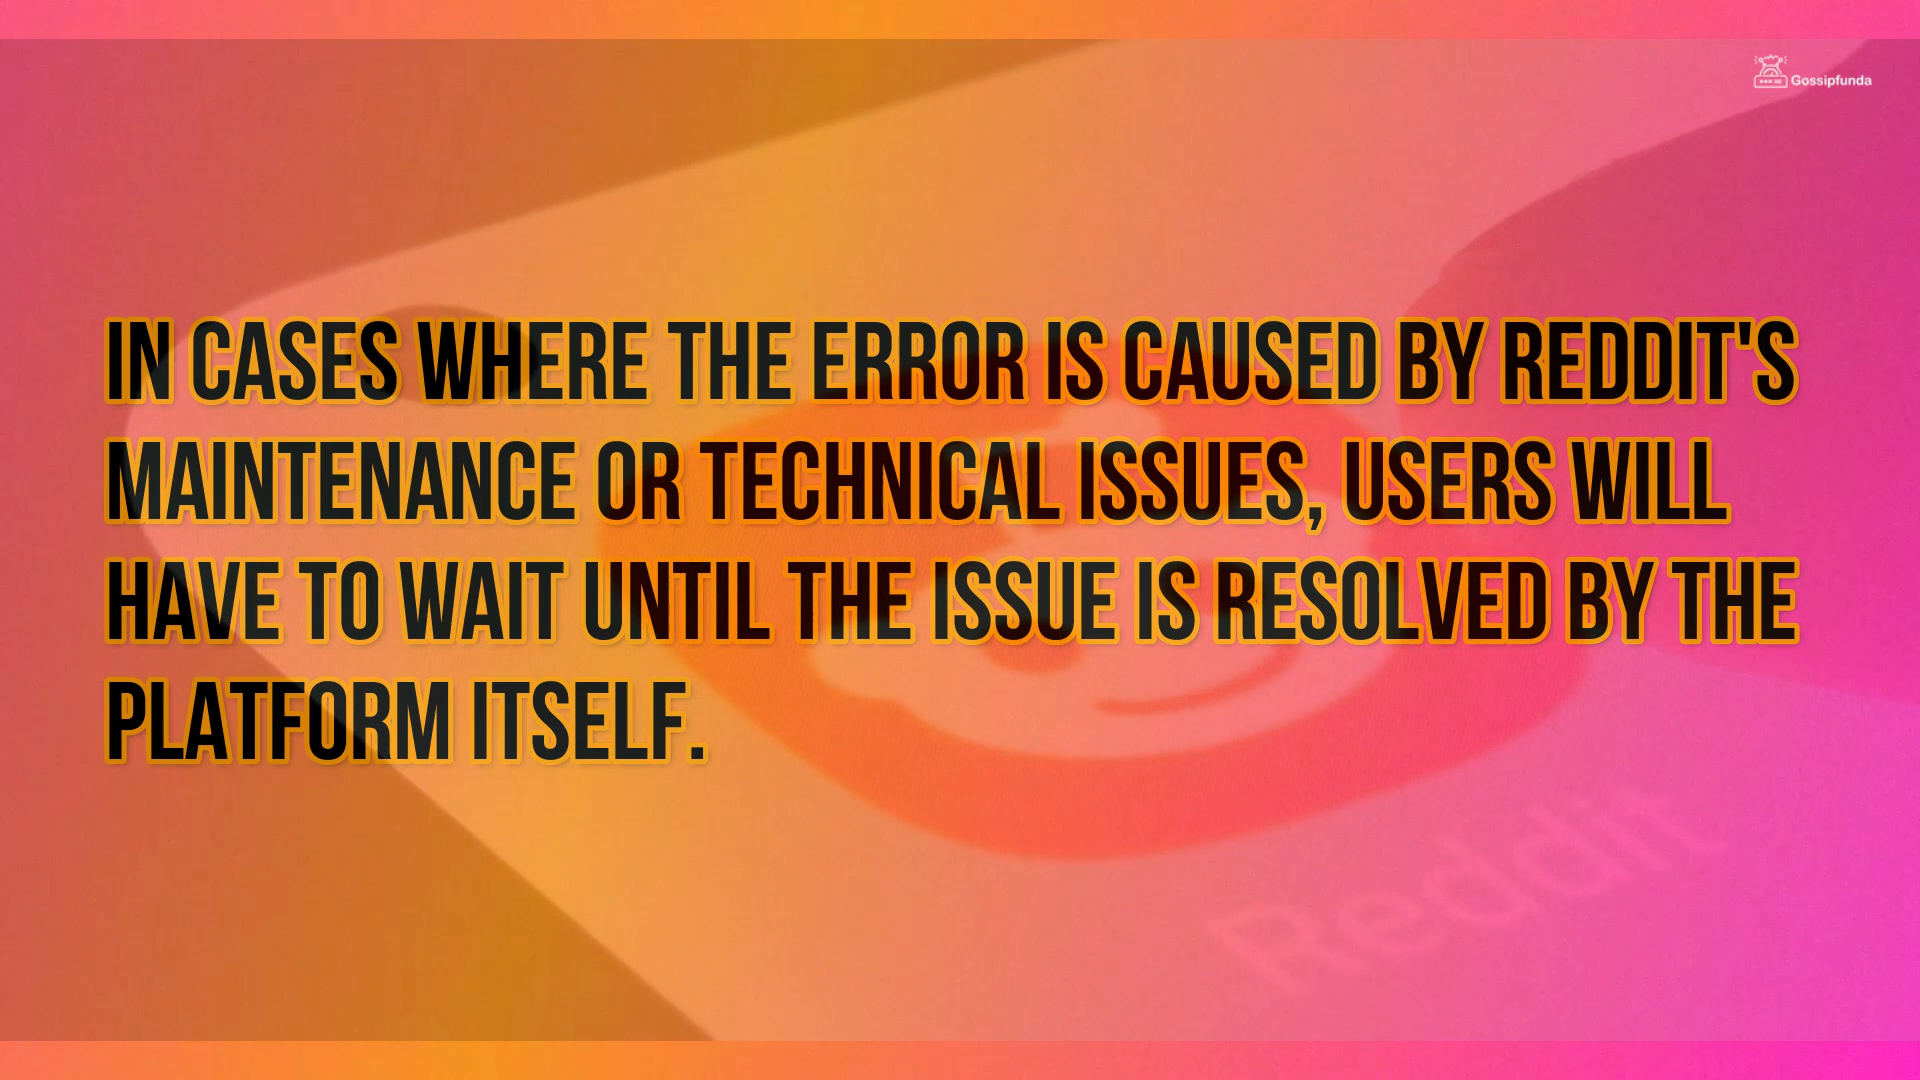 Gossipfunda
IN CASES WHERE THE ERROR IS CAUSED BY REDDIT'S
MAINTENANCE OR TECHNICAL ISSUES, USERS WILL
HAVE TO WAIT UNTIL THE ISSUE IS RESOLVED BY THE
PLATFORM ITSELF.
Reddit